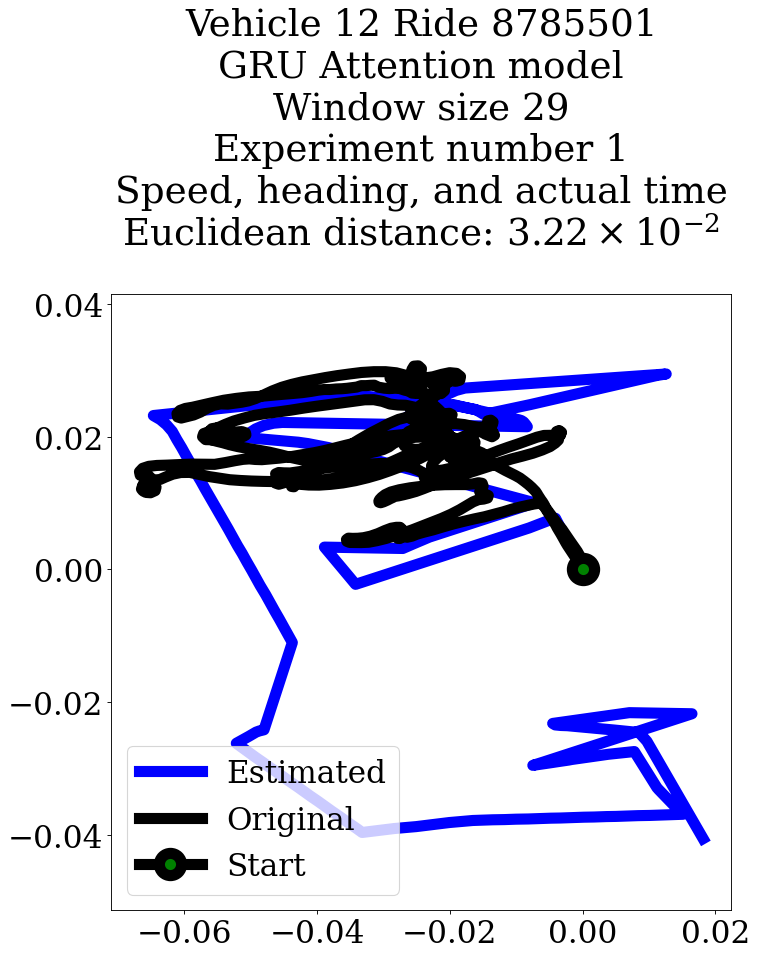 Vehicle 12 Ride 8785501
GRU Attention model
Window size 29
Experiment number 1
Speed, heading, and actual time
Euclidean distance: 3.22 × 10⁻²
0.04
0.02
0.00
−0.02
−0.04
Estimated
Original
Start
−0.06
−0.04
−0.02
0.00
0.02